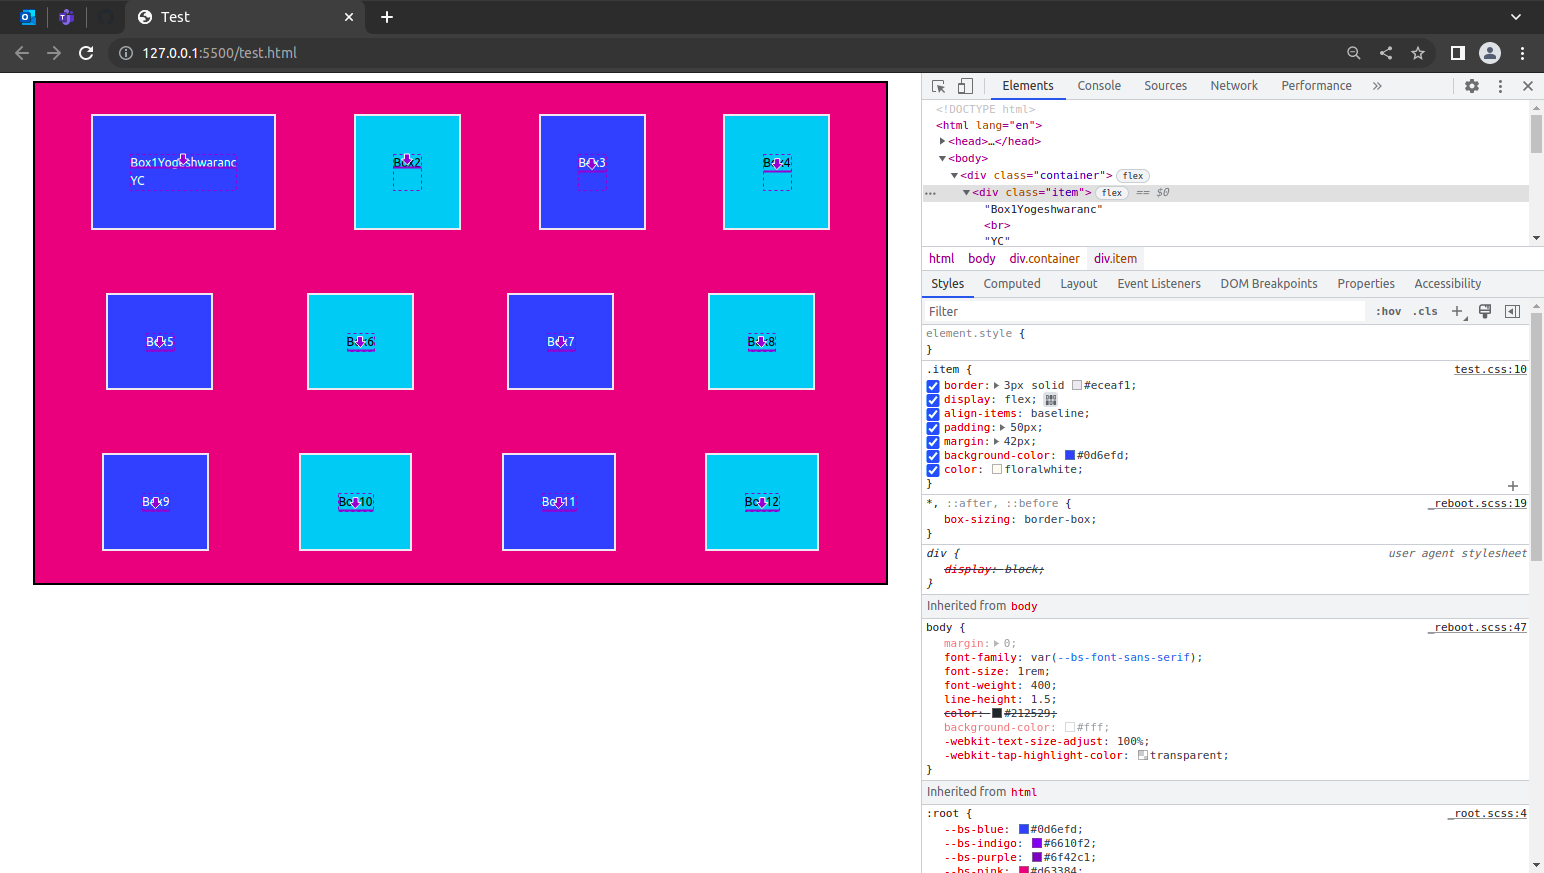 Test
127.0.0.1:5500/test.html
Box1Yogeshwaranc
YC
Box2
Box3
Box4
Box5
Box6
Box7
Box8
Box9
Box10
Box11
Box12
Elements Console Sources Network Performance »
<!DOCTYPE html>
<html lang="en">
<head>…</head>
<body>
<div class="container"> flex
… <div class="item"> flex == $0
"Box1Yogeshwaranc"
<br>
"YC"
html body div.container div.item
Styles Computed Layout Event Listeners DOM Breakpoints Properties Accessibility
Filter :hov .cls
element.style {
}
.item { test.css:10
border: 3px solid #eceaf1;
display: flex;
align-items: baseline;
padding: 50px;
margin: 42px;
background-color: #0d6efd;
color: floralwhite;
}
*, ::after, ::before { _reboot.scss:19
box-sizing: border-box;
}
div { user agent stylesheet
display: block;
}
Inherited from body
body { _reboot.scss:47
margin: 0;
font-family: var(--bs-font-sans-serif);
font-size: 1rem;
font-weight: 400;
line-height: 1.5;
color: #212529;
background-color: #fff;
-webkit-text-size-adjust: 100%;
-webkit-tap-highlight-color: transparent;
}
Inherited from html
:root { _root.scss:4
--bs-blue: #0d6efd;
--bs-indigo: #6610f2;
--bs-purple: #6f42c1;
--bs-pink: #d63384;